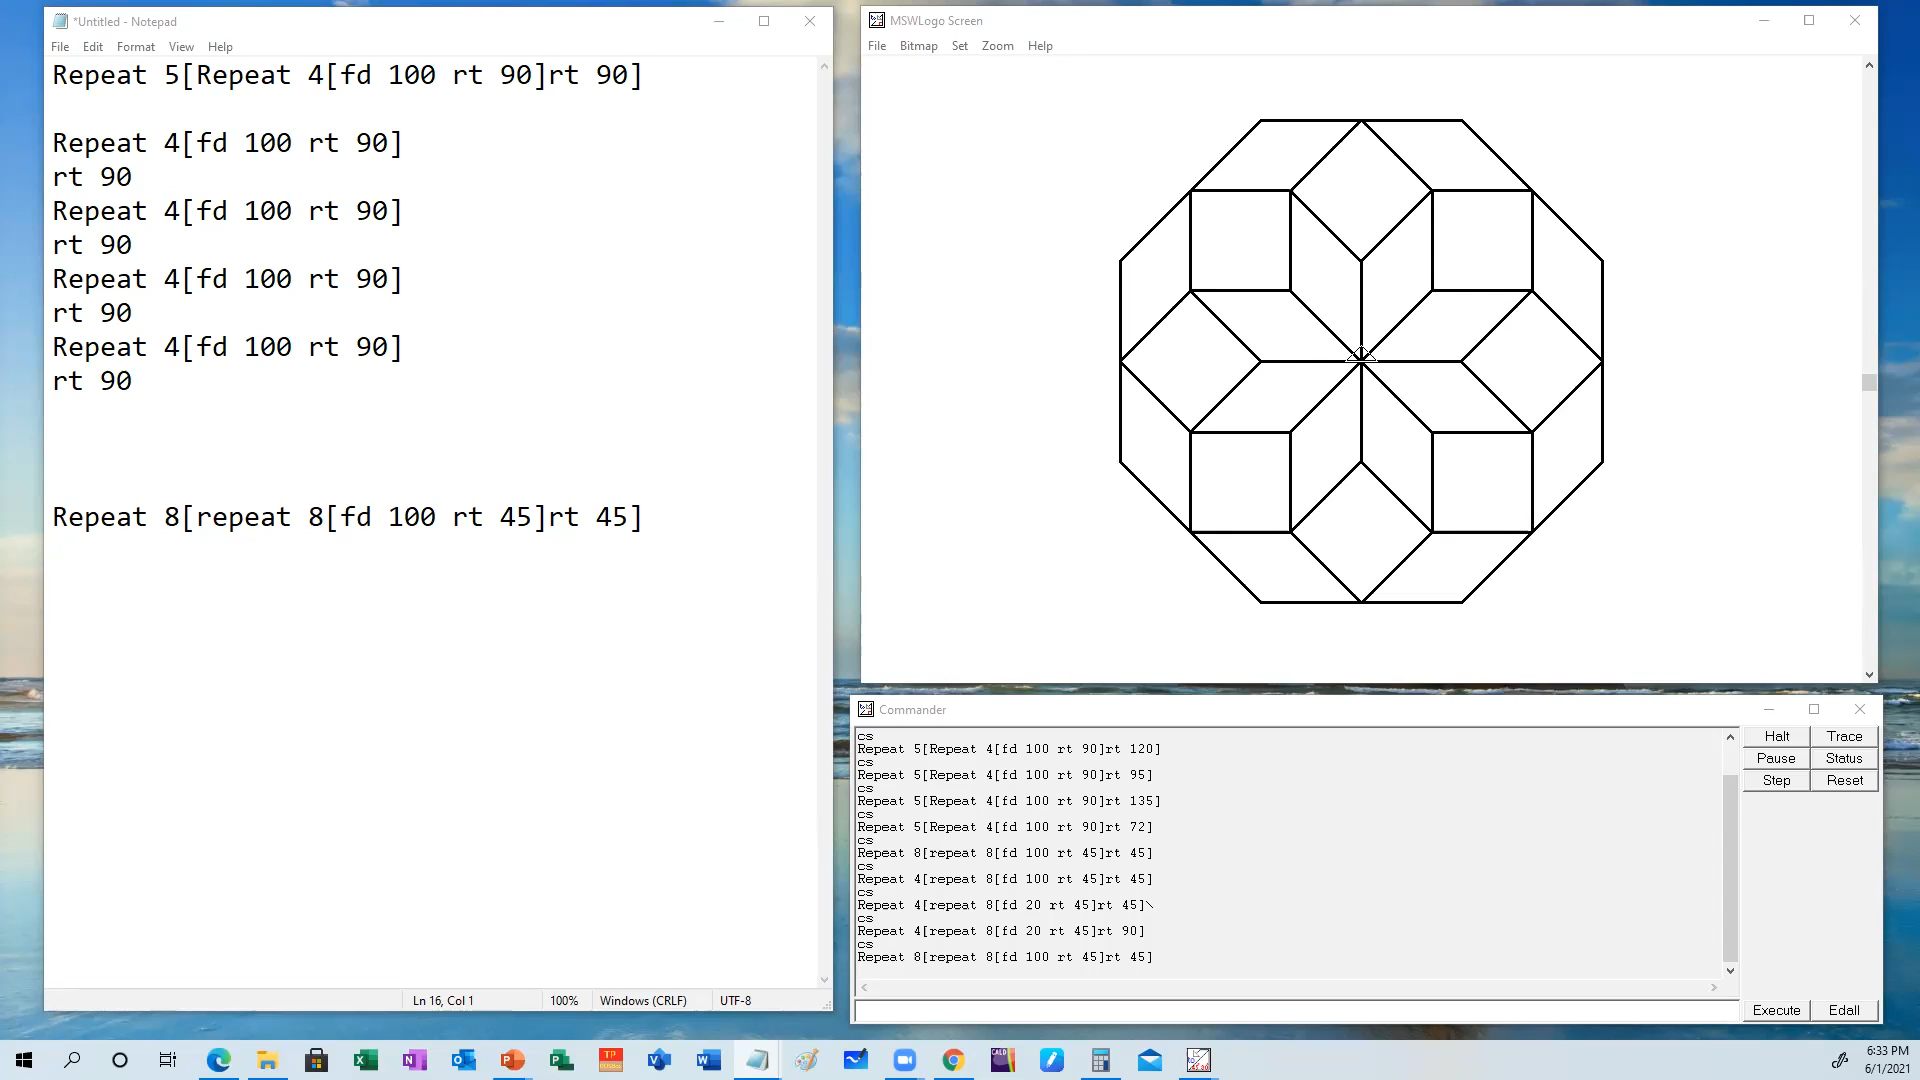 *Untitled - Notepad
File Edit Format View Help
Repeat 5[Repeat 4[fd 100 rt 90]rt 90]
Repeat 4[fd 100 rt 90]
rt 90
Repeat 4[fd 100 rt 90]
rt 90
Repeat 4[fd 100 rt 90]
rt 90
Repeat 4[fd 100 rt 90]
rt 90
Repeat 8[repeat 8[fd 100 rt 45]rt 45]
Ln 16, Col 1 100% Windows (CRLF) UTF-8
MSWLogo Screen
File Bitmap Set Zoom Help
Commander
cs
Repeat 5[Repeat 4[fd 100 rt 90]rt 120]
cs
Repeat 5[Repeat 4[fd 100 rt 90]rt 95]
cs
Repeat 5[Repeat 4[fd 100 rt 90]rt 135]
cs
Repeat 5[Repeat 4[fd 100 rt 90]rt 72]
cs
Repeat 8[repeat 8[fd 100 rt 45]rt 45]
cs
Repeat 4[repeat 8[fd 100 rt 45]rt 45]
cs
Repeat 4[repeat 8[fd 20 rt 45]rt 45]\
cs
Repeat 4[repeat 8[fd 20 rt 45]rt 90]
cs
Repeat 8[repeat 8[fd 100 rt 45]rt 45]
Halt Trace
Pause Status
Step Reset
Execute Edall
6:33 PM
6/1/2021